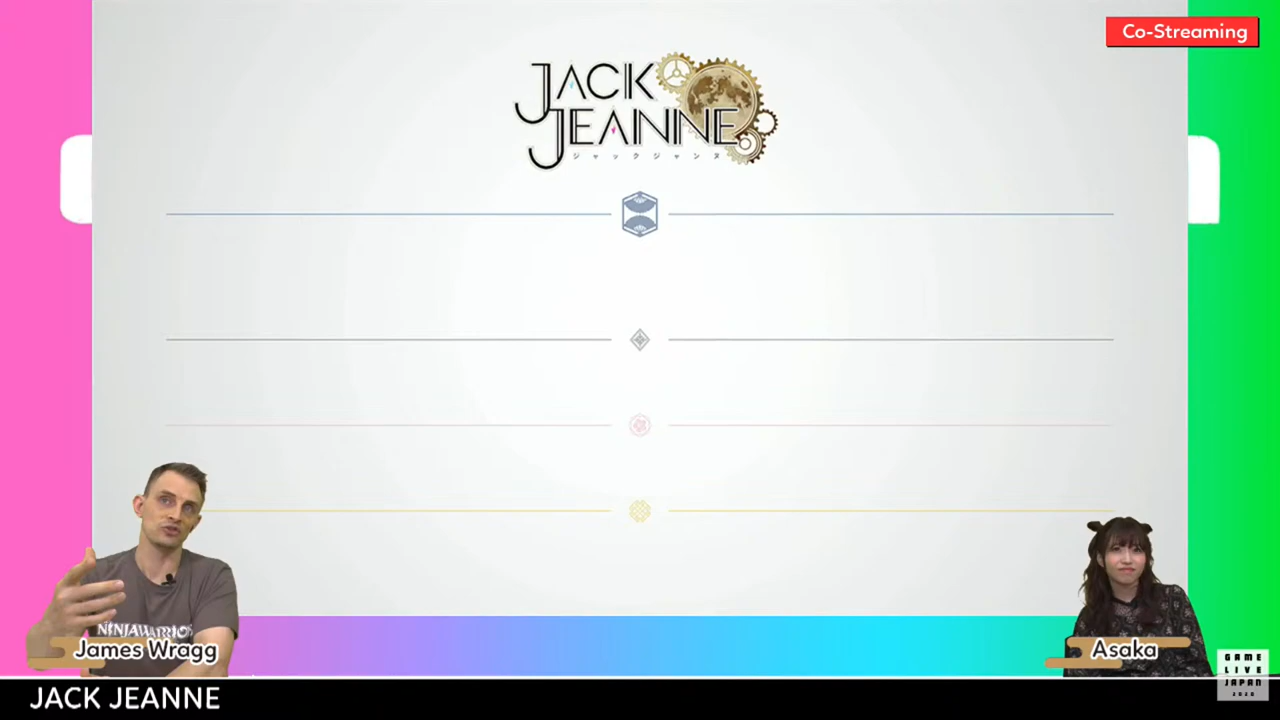 Co-Streaming
JACK
JEANNE
ジャックジャンヌ
NINJAWARRIORS
James Wragg
Asaka
JACK JEANNE
GAME
LIVE
JAPAN